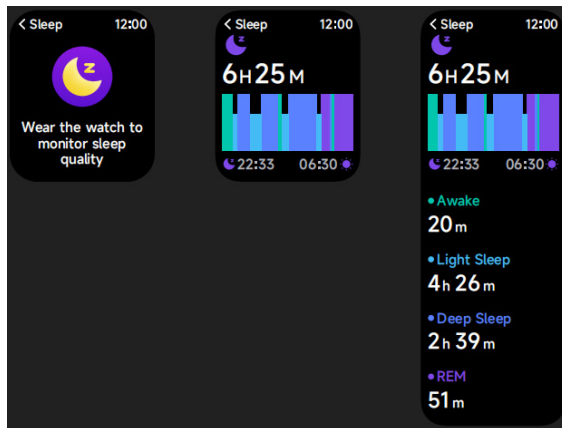 < Sleep 12:00
Wear the watch to
monitor sleep
quality
< Sleep 12:00
z
6H25M
22:33 06:30
< Sleep 12:00
z
6H25M
22:33 06:30
Awake
20m
Light Sleep
4h 26m
Deep Sleep
2h 39m
REM
51m